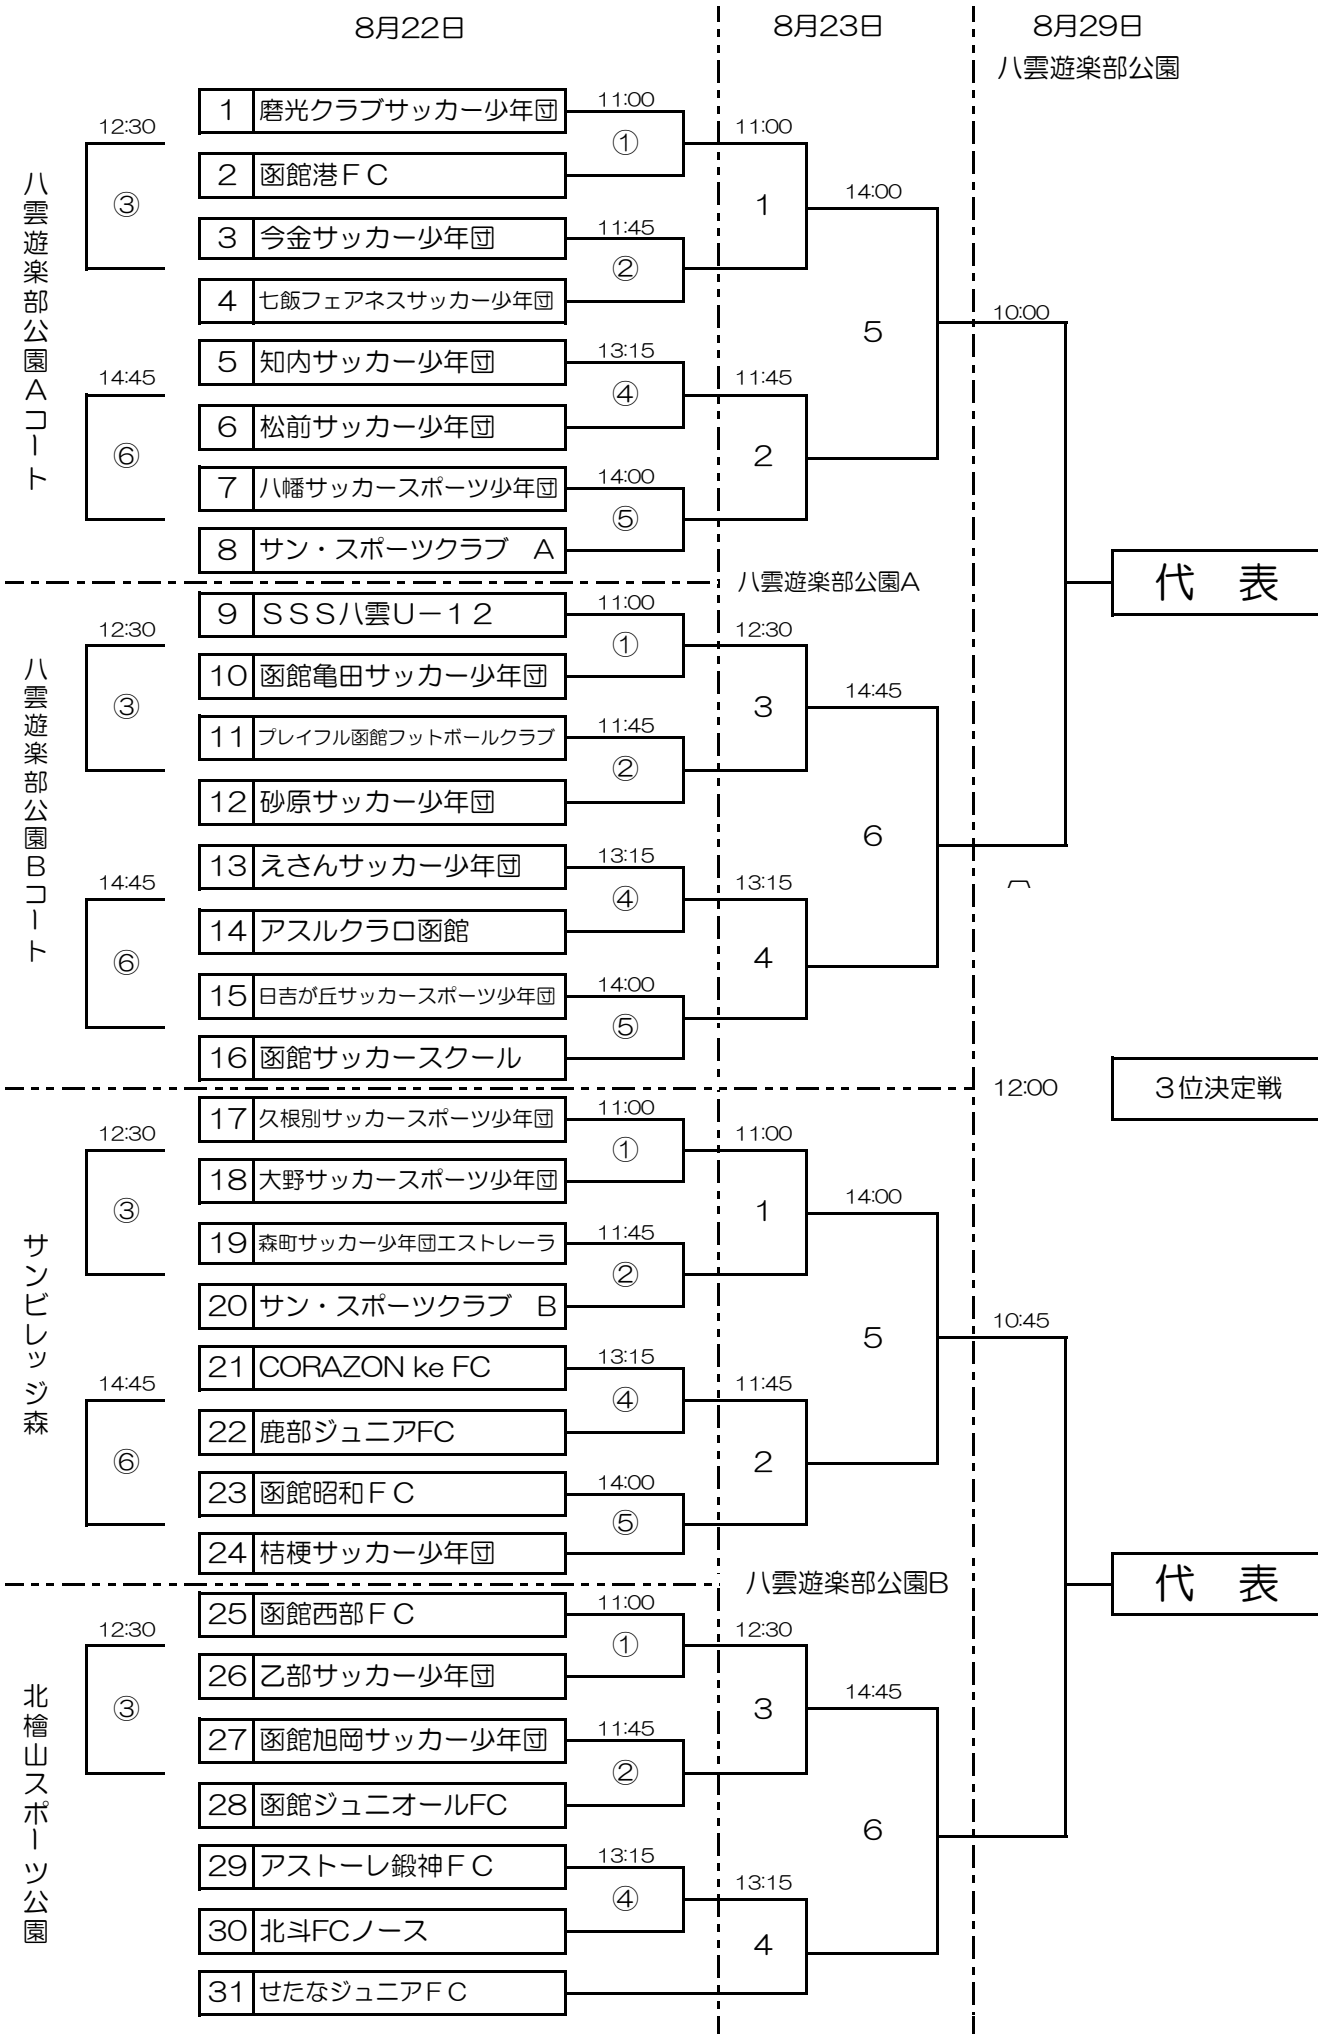 8月22日
8月23日
8月29日
八雲遊楽部公園
八雲遊楽部公園Aコート
12:30
③
14:45
⑥
1 磨光クラブサッカー少年団
2 函館港ＦＣ
3 今金サッカー少年団
4 七飯フェアネスサッカー少年団
5 知内サッカー少年団
6 松前サッカー少年団
7 八幡サッカースポーツ少年団
8 サン・スポーツクラブ　A
11:00
①
11:45
②
13:15
④
14:00
⑤
11:00
1
11:45
2
14:00
5
10:00
八雲遊楽部公園A
代　表
八雲遊楽部公園Bコート
12:30
③
14:45
⑥
9 ＳＳＳ八雲Ｕ－１２
10 函館亀田サッカー少年団
11 プレイフル函館フットボールクラブ
12 砂原サッカー少年団
13 えさんサッカー少年団
14 アスルクラロ函館
15 日吉が丘サッカースポーツ少年団
16 函館サッカースクール
11:00
①
11:45
②
13:15
④
14:00
⑤
12:30
3
13:15
4
14:45
6
12:00
３位決定戦
サンビレッジ森
12:30
③
14:45
⑥
17 久根別サッカースポーツ少年団
18 大野サッカースポーツ少年団
19 森町サッカー少年団エストレーラ
20 サン・スポーツクラブ　B
21 CORAZON ke FC
22 鹿部ジュニアFC
23 函館昭和ＦＣ
24 桔梗サッカー少年団
11:00
①
11:45
②
13:15
④
14:00
⑤
11:00
1
11:45
2
14:00
5
10:45
八雲遊楽部公園B
代　表
北檜山スポーツ公園
12:30
③
25 函館西部ＦＣ
26 乙部サッカー少年団
27 函館旭岡サッカー少年団
28 函館ジュニオールFC
29 アストーレ鍛神ＦＣ
30 北斗FCノース
31 せたなジュニアＦＣ
11:00
①
11:45
②
13:15
④
12:30
3
13:15
4
14:45
6